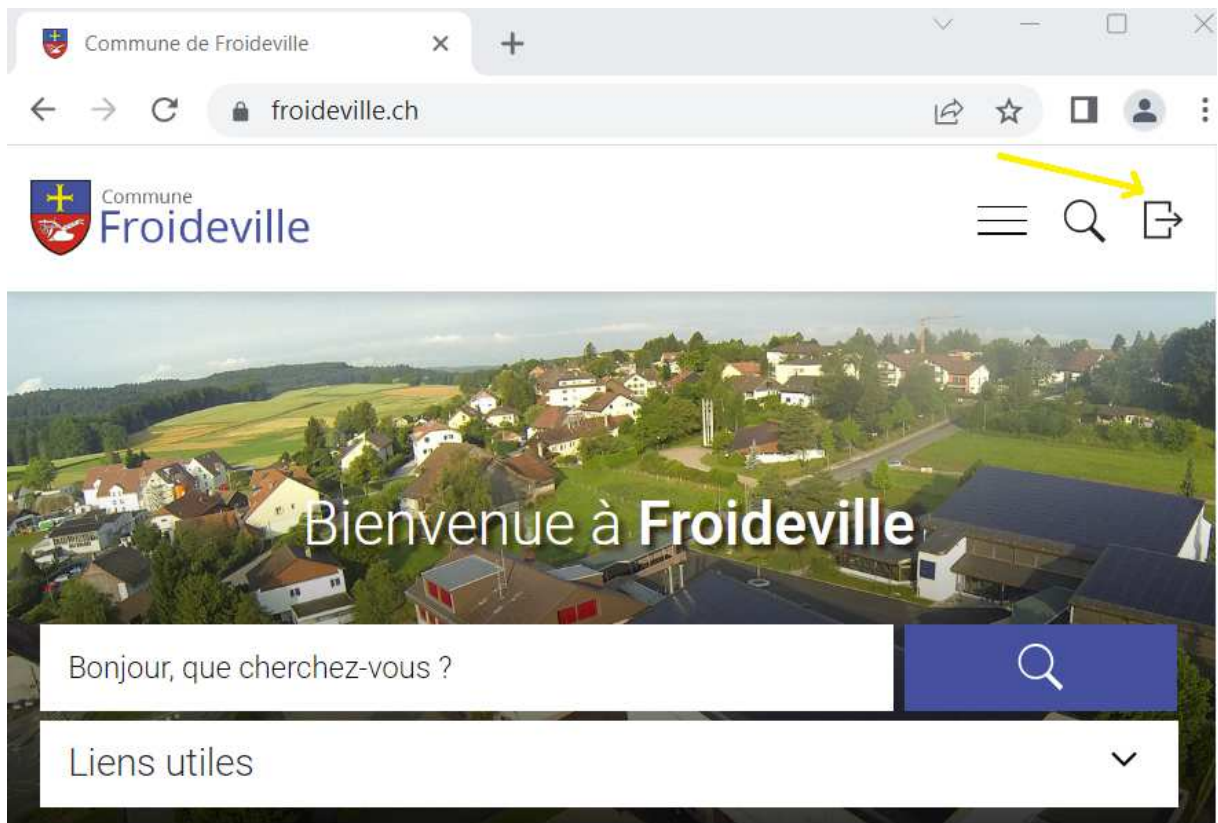 Commune de Froideville
froideville.ch
Commune
Froideville
Bienvenue à Froideville
Bonjour, que cherchez-vous ?
Liens utiles